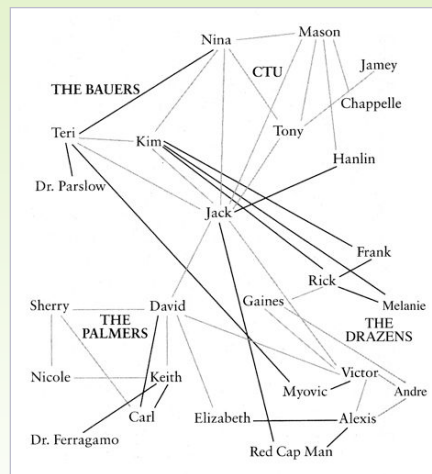 Mason
Nina
Jamey
CTU
THE BAUERS
Chappelle
Teri
Tony
Kim
Hanlin
Dr. Parslow
Jack
Frank
Rick
Gaines
Melanie
Sherry
David
THE
PALMERS
THE
DRAZENS
Victor
Nicole
Keith
Myovic
Andre
Carl
Elizabeth
Alexis
Dr. Ferragamo
Red Cap Man